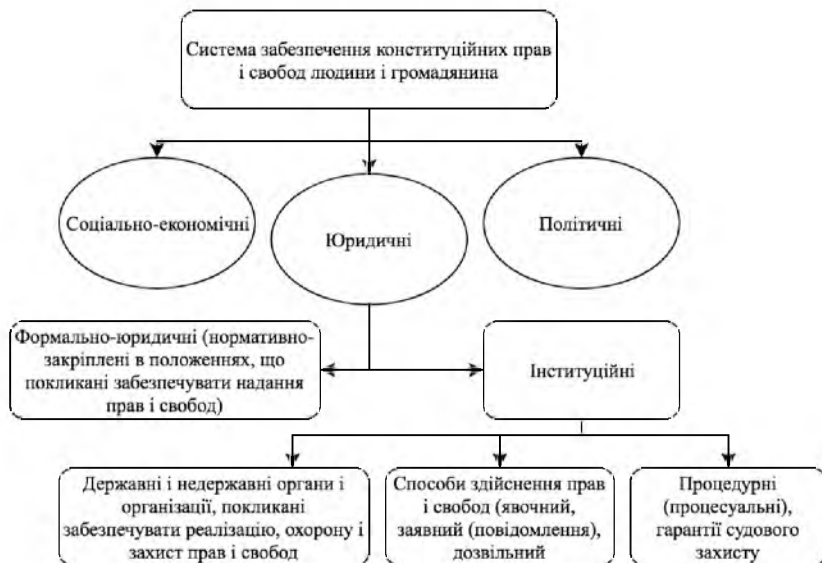 Система забезпечення конституційних прав
і свобод людини і громадянина
Соціально-економічні
Юридичні
Політичні
Формально-юридичні (нормативно-
закріплені в положеннях, що
покликані забезпечувати надання
прав і свобод)
Інституційні
Державні і недержавні органи і
організації, покликані
забезпечувати реалізацію, охорону і
захист прав і свобод
Способи здійснення прав
і свобод (явочний,
заявний (повідомлення),
дозвільний
Процедурні
(процесуальні),
гарантії судового
захисту